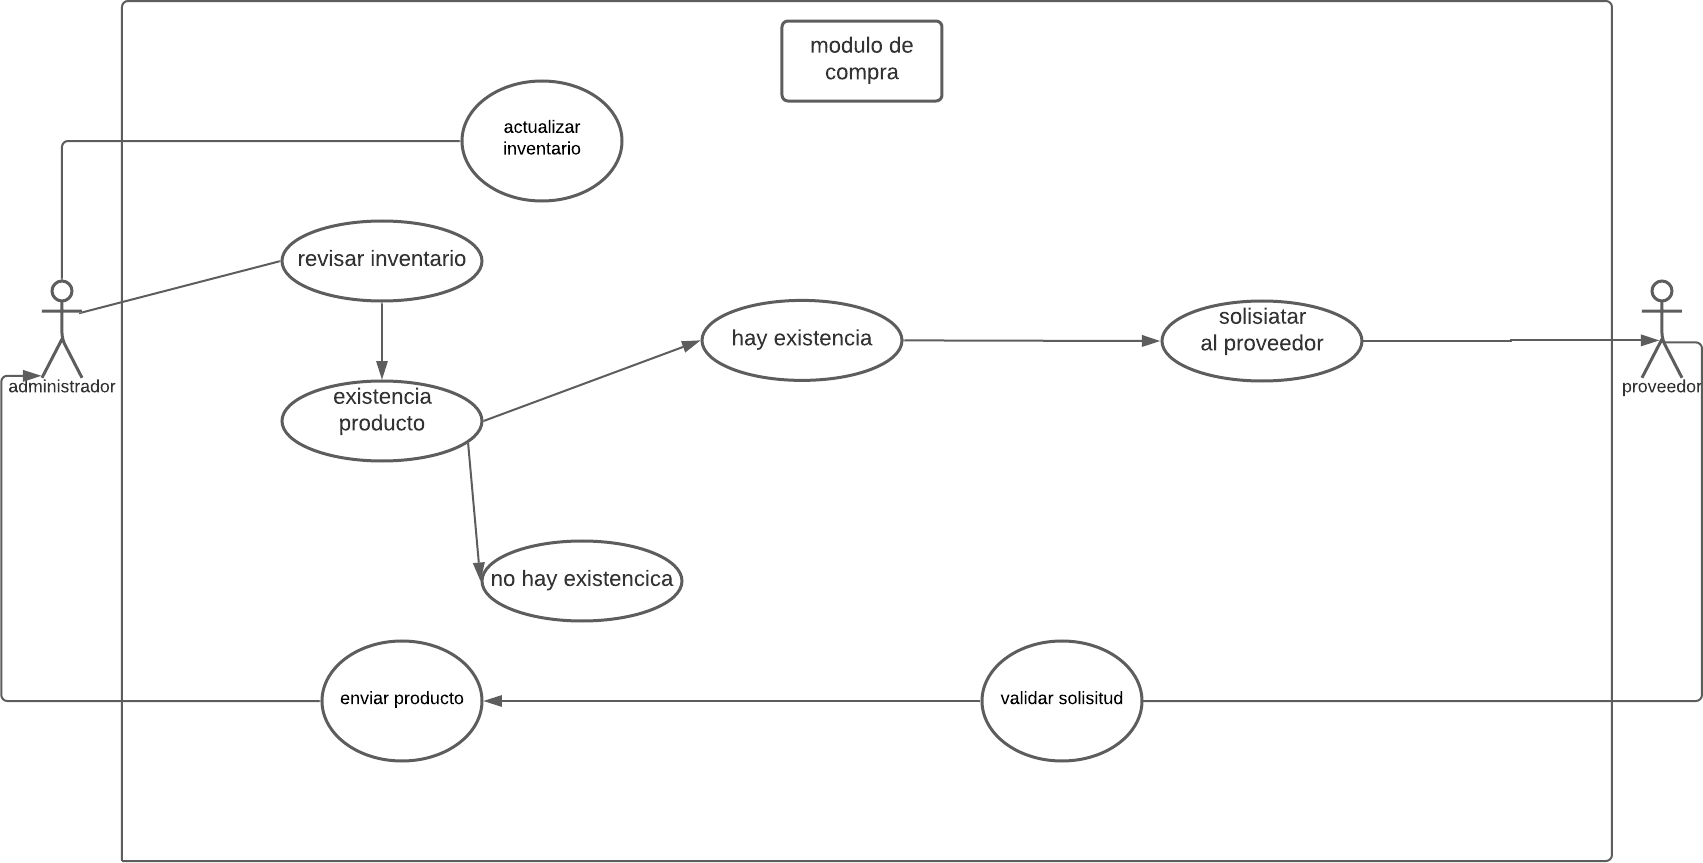 modulo de
compra
actualizar
inventario
revisar inventario
existencia
producto
hay existencia
solisiatar
al proveedor
administrador
proveedor
no hay existencica
enviar producto
validar solisitud